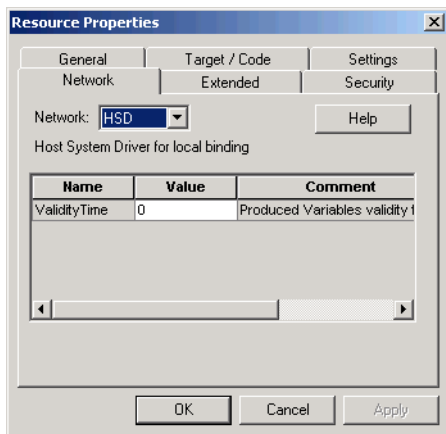 Resource Properties
General Target / Code Settings
Network Extended Security
Network: HSD Help
Host System Driver for local binding
Name Value Comment
ValidityTime 0 Produced Variables validity
OK Cancel Apply